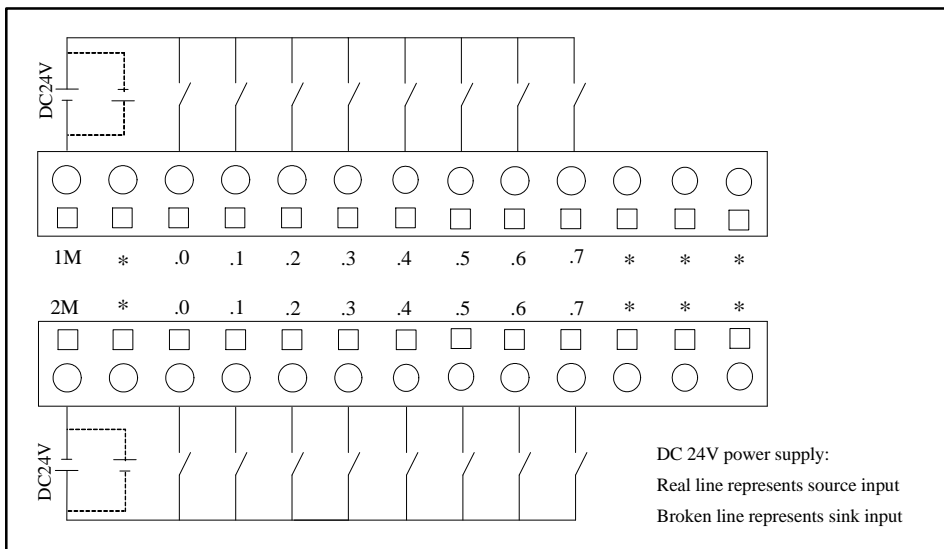 DC24V
1M * .0 .1 .2 .3 .4 .5 .6 .7 * * *
2M * .0 .1 .2 .3 .4 .5 .6 .7 * * *
DC24V
DC 24V power supply:
Real line represents source input
Broken line represents sink input